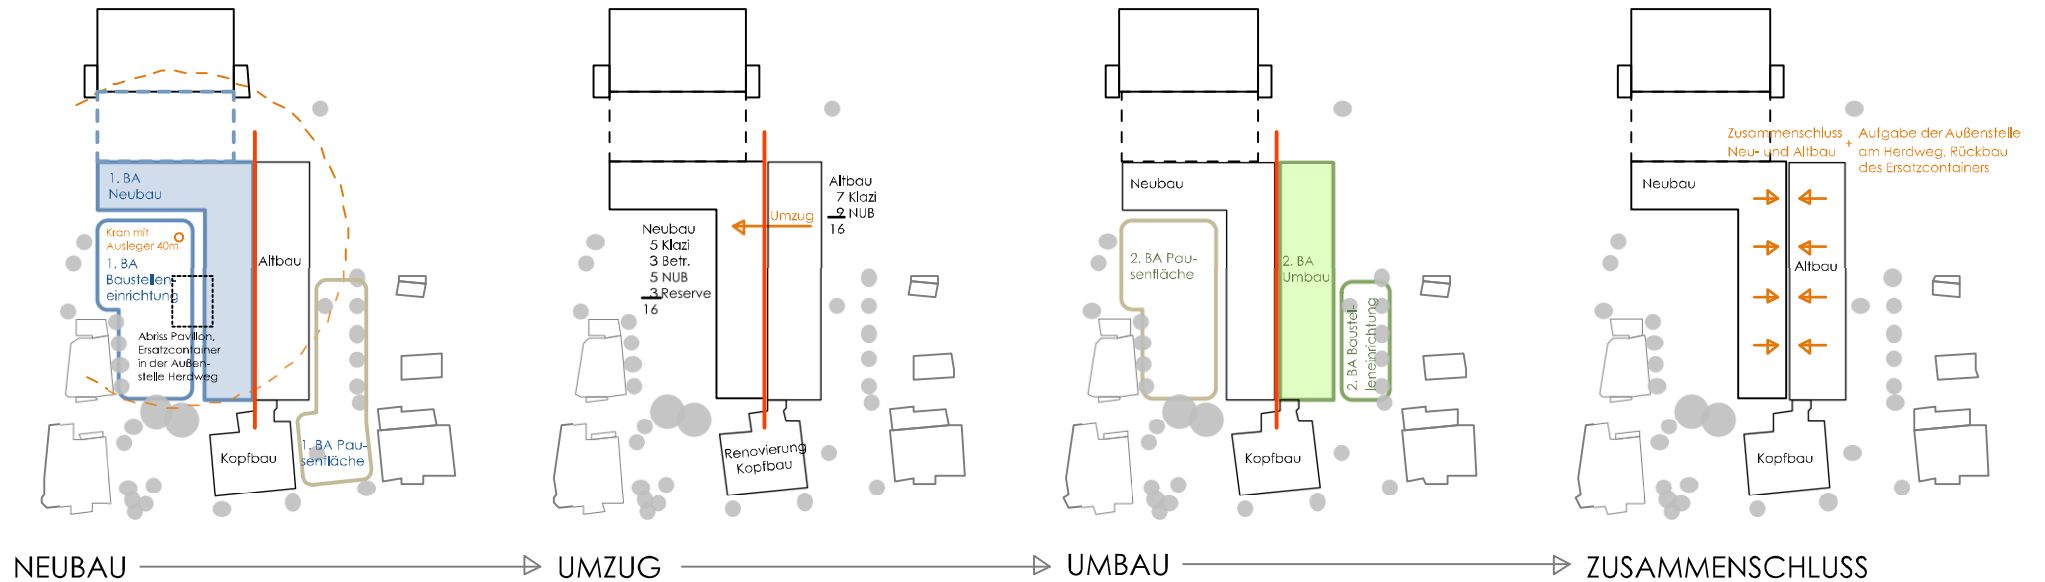 1. BA
Neubau
Kran mit
Ausleger 40m
1. BA
Baustellen-
einrichtung
Abriss Pavillon,
Ersatzcontainer
in der Außen-
stelle Herdweg
Altbau
Kopfbau
1. BA Pau-
senfläche
NEUBAU
Altbau
7 Klazi
9 NUB
16
Umzug
Neubau
5 Klazi
3 Betr.
5 NUB
3 Reserve
16
Renovierung
Kopfbau
UMZUG
Neubau
2. BA Pau-
senfläche
2. BA
Umbau
2. BA Baustel-
leneinrichtung
Kopfbau
UMBAU
Zusammenschluss
Neu- und Altbau
+
Aufgabe der Außenstelle
am Herdweg, Rückbau
des Ersatzcontainers
Neubau
Altbau
Kopfbau
ZUSAMMENSCHLUSS